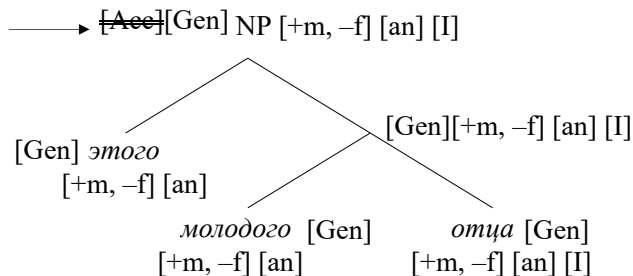 [Acc][Gen] NP [+m, –f] [an] [I]
[Gen][+m, –f] [an] [I]
[Gen] этого
[+m, –f] [an]
молодого [Gen]
[+m, –f] [an]
отца [Gen]
[+m, –f] [an] [I]